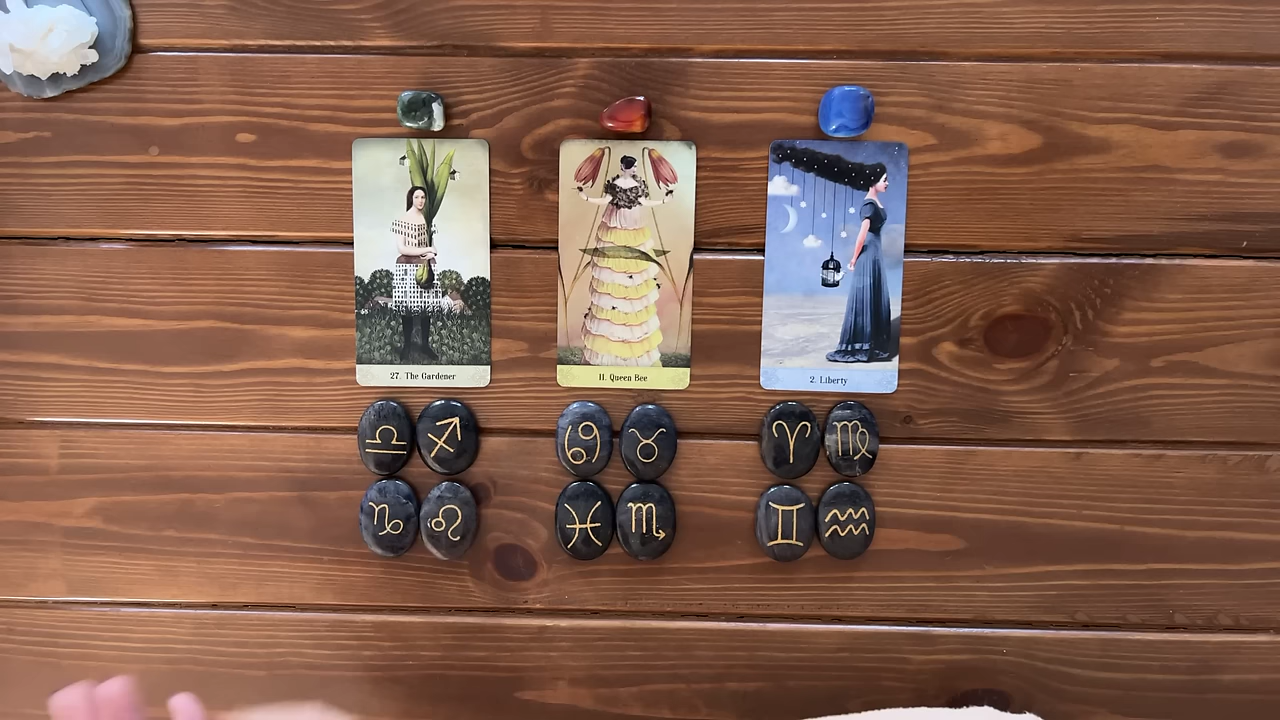 27. The Gardener
11. Queen Bee
2. Liberty
♎ ♐ ♋ ♉ ♈ ♍
♑ ♌ ♓ ♏ ♊ ♒